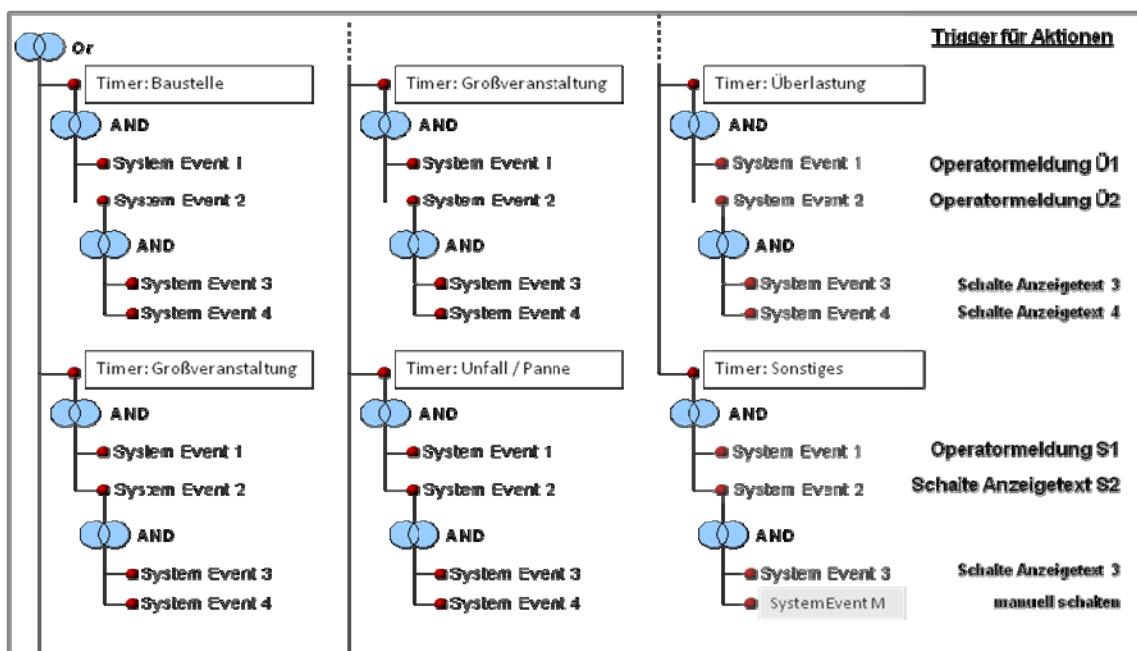 Or
Trigger für Aktionen
Timer: Baustelle
AND
System Event 1
System Event 2
AND
System Event 3
System Event 4
Timer: Großveranstaltung
AND
System Event 1
System Event 2
AND
System Event 3
System Event 4
Timer: Großveranstaltung
AND
System Event 1
System Event 2
AND
System Event 3
System Event 4
Timer: Unfall / Panne
AND
System Event 1
System Event 2
AND
System Event 3
System Event 4
Timer: Überlastung
AND
System Event 1
Operatormeldung Ü1
System Event 2
Operatormeldung Ü2
AND
System Event 3
Schalte Anzeigetext 3
System Event 4
Schalte Anzeigetext 4
Timer: Sonstiges
AND
System Event 1
Operatormeldung S1
System Event 2
Schalte Anzeigetext S2
AND
System Event 3
Schalte Anzeigetext 3
SystemEvent M
manuell schalten